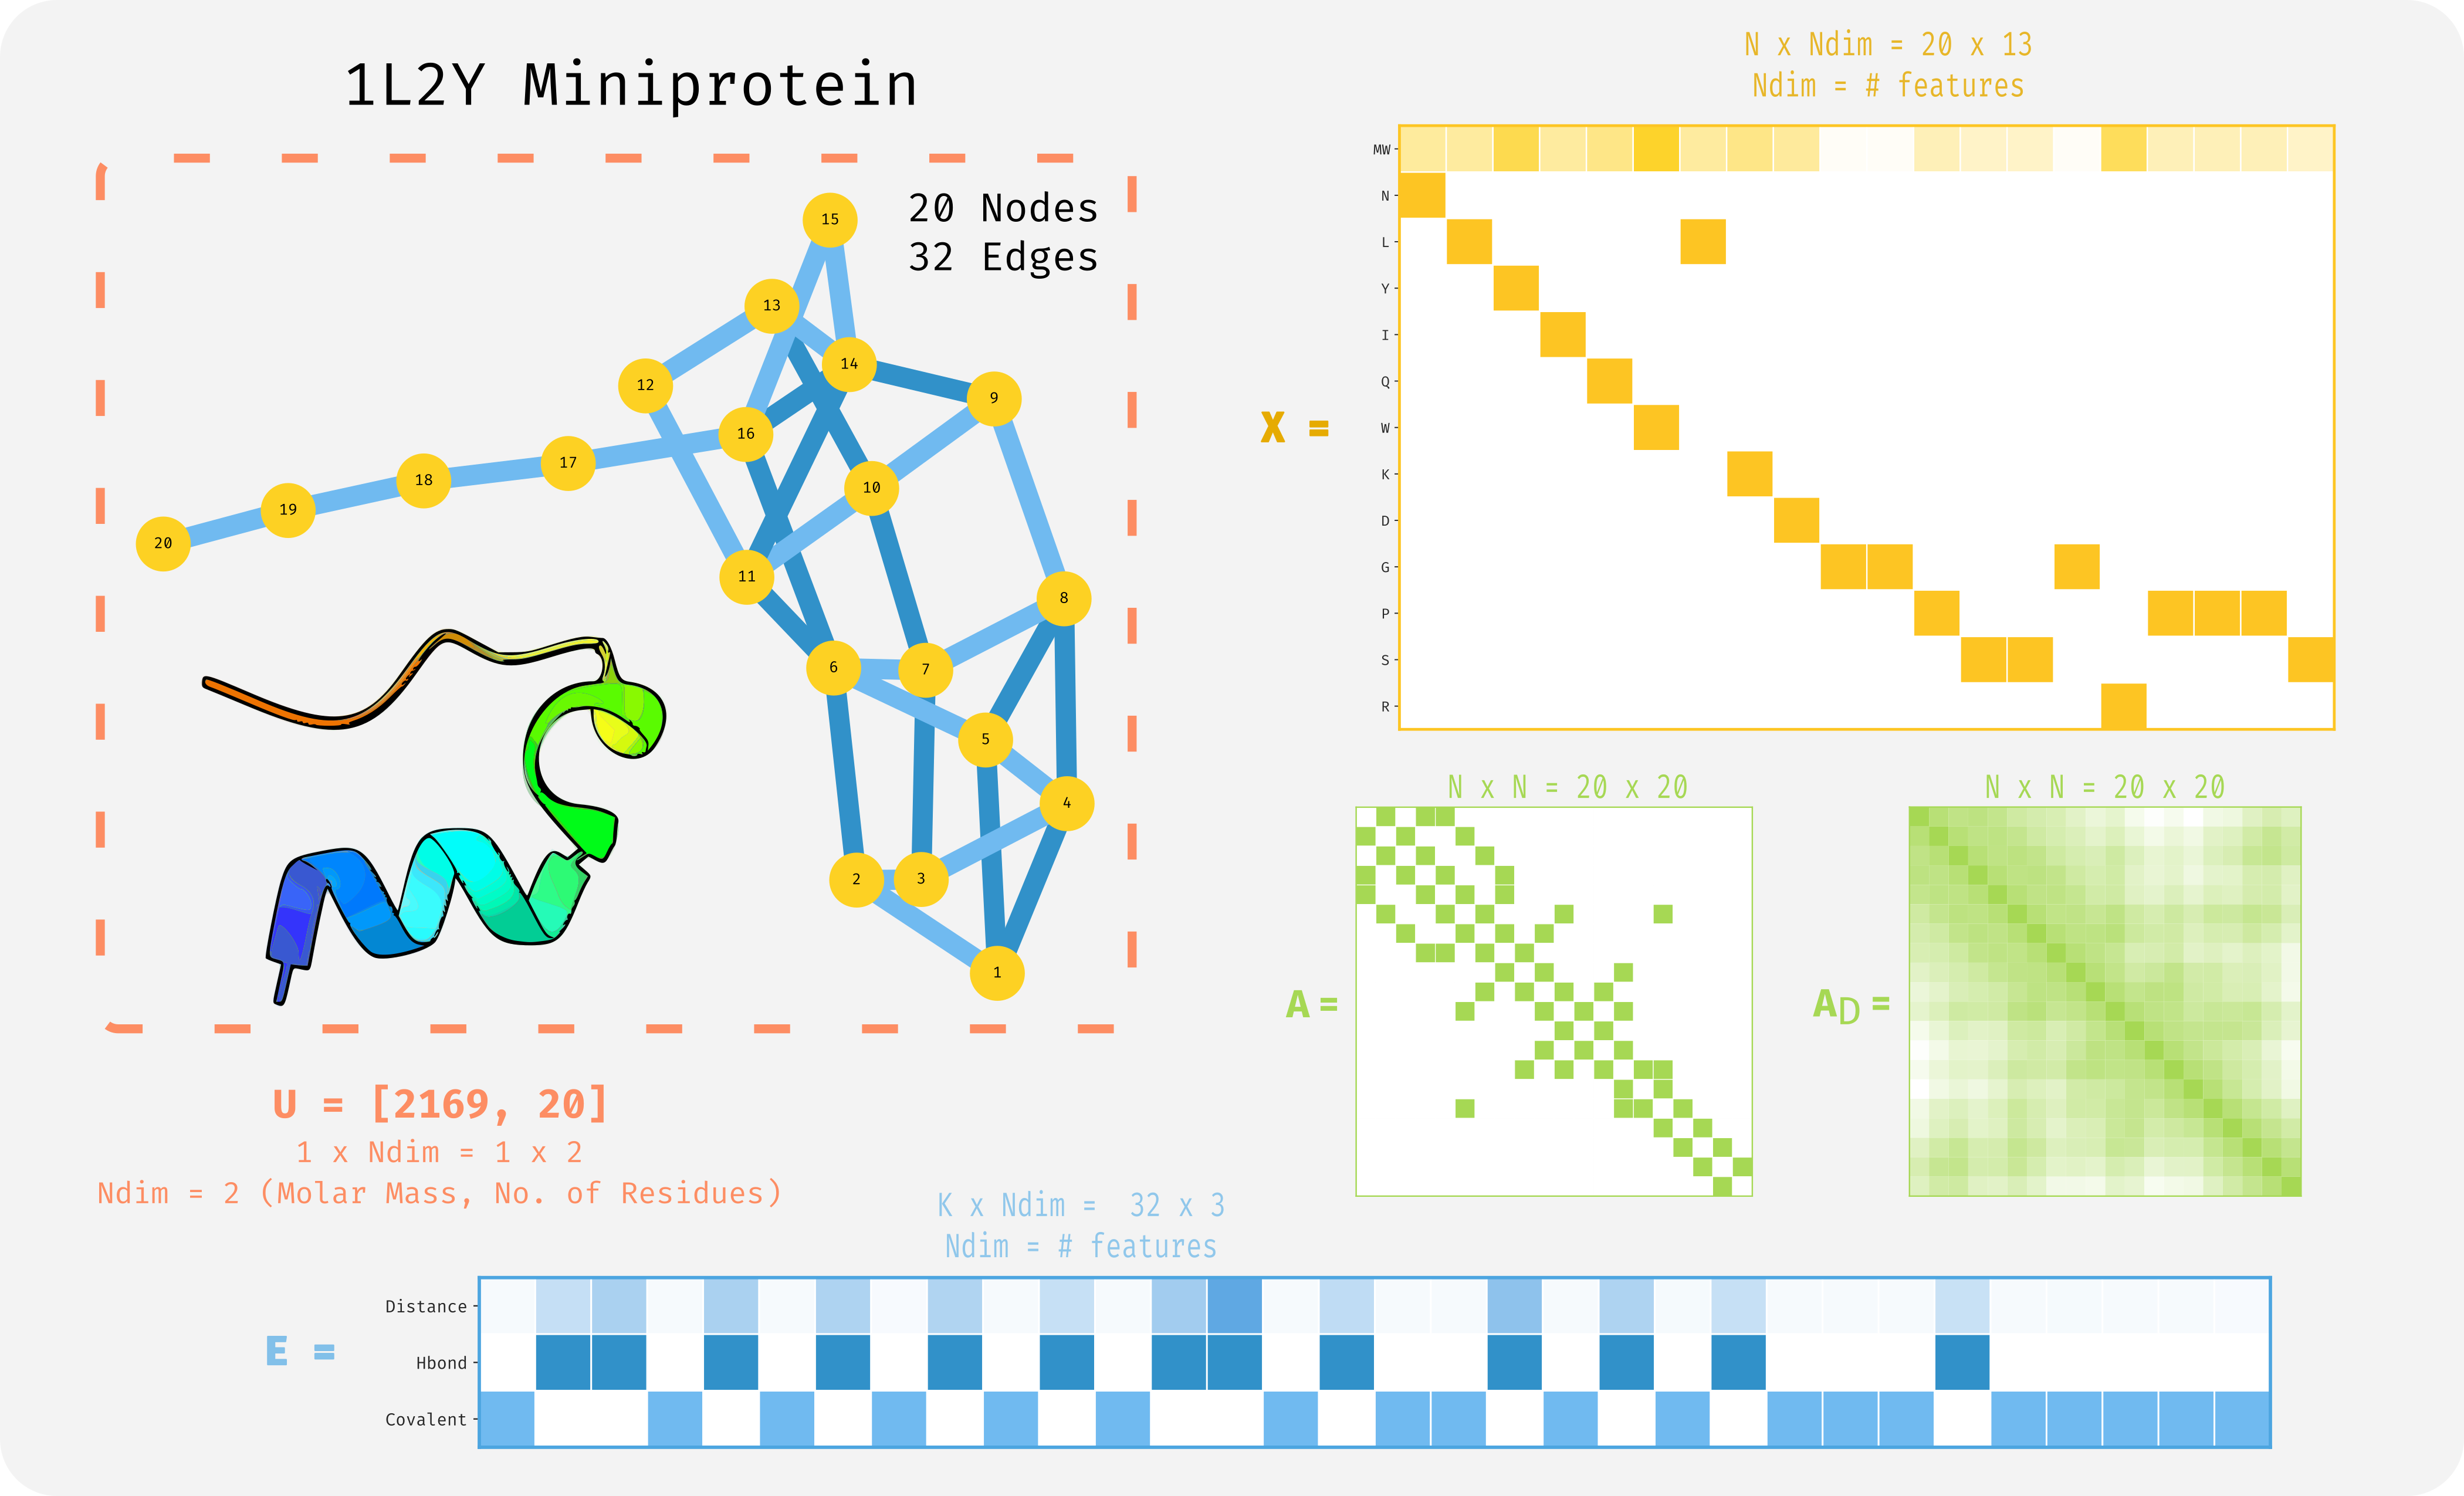 1L2Y Miniprotein
20 Nodes
32 Edges
15
13
14
12
9
16
17
18
10
19
20
11
8
6
7
5
4
2
3
1
U = [2169, 20]
1 x Ndim = 1 x 2
Ndim = 2 (Molar Mass, No. of Residues)
N x Ndim = 20 x 13
Ndim = # features
X =
MW
N
L
Y
I
Q
W
K
D
G
P
S
R
N x N = 20 x 20
A =
N x N = 20 x 20
AD =
K x Ndim = 32 x 3
Ndim = # features
E =
Distance
Hbond
Covalent